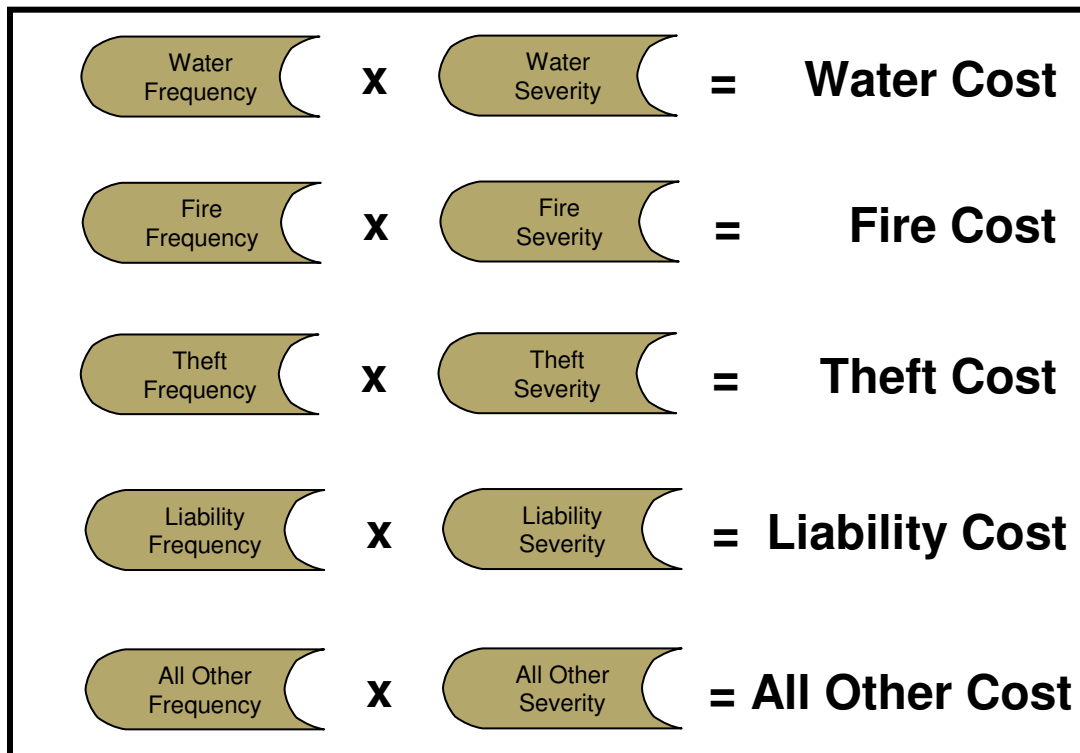 Water
Frequency
x
Water
Severity
= Water Cost
Fire
Frequency
x
Fire
Severity
= Fire Cost
Theft
Frequency
x
Theft
Severity
= Theft Cost
Liability
Frequency
x
Liability
Severity
= Liability Cost
All Other
Frequency
x
All Other
Severity
= All Other Cost